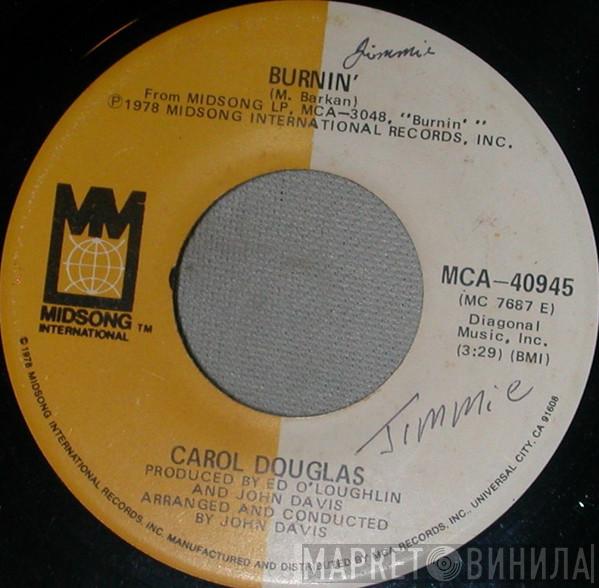 Jimmie
BURNIN'
(M. Barkan)
From MIDSONG LP, MCA-3048, "Burnin' "
℗1978 MIDSONG INTERNATIONAL RECORDS, INC.
MM
MIDSONG TM
INTERNATIONAL
MCA-40945
(MC 7687 E)
Diagonal
Music, Inc.
(3:29) (BMI)
Jimmie
CAROL DOUGLAS
PRODUCED BY ED O'LOUGHLIN
AND JOHN DAVIS
ARRANGED AND CONDUCTED
BY JOHN DAVIS
©1978 MIDSONG INTERNATIONAL RECORDS, INC. MANUFACTURED AND DISTRIBUTED BY MCA RECORDS, INC., UNIVERSAL CITY, CA 91608
МАРКЕТ ВИНИЛА